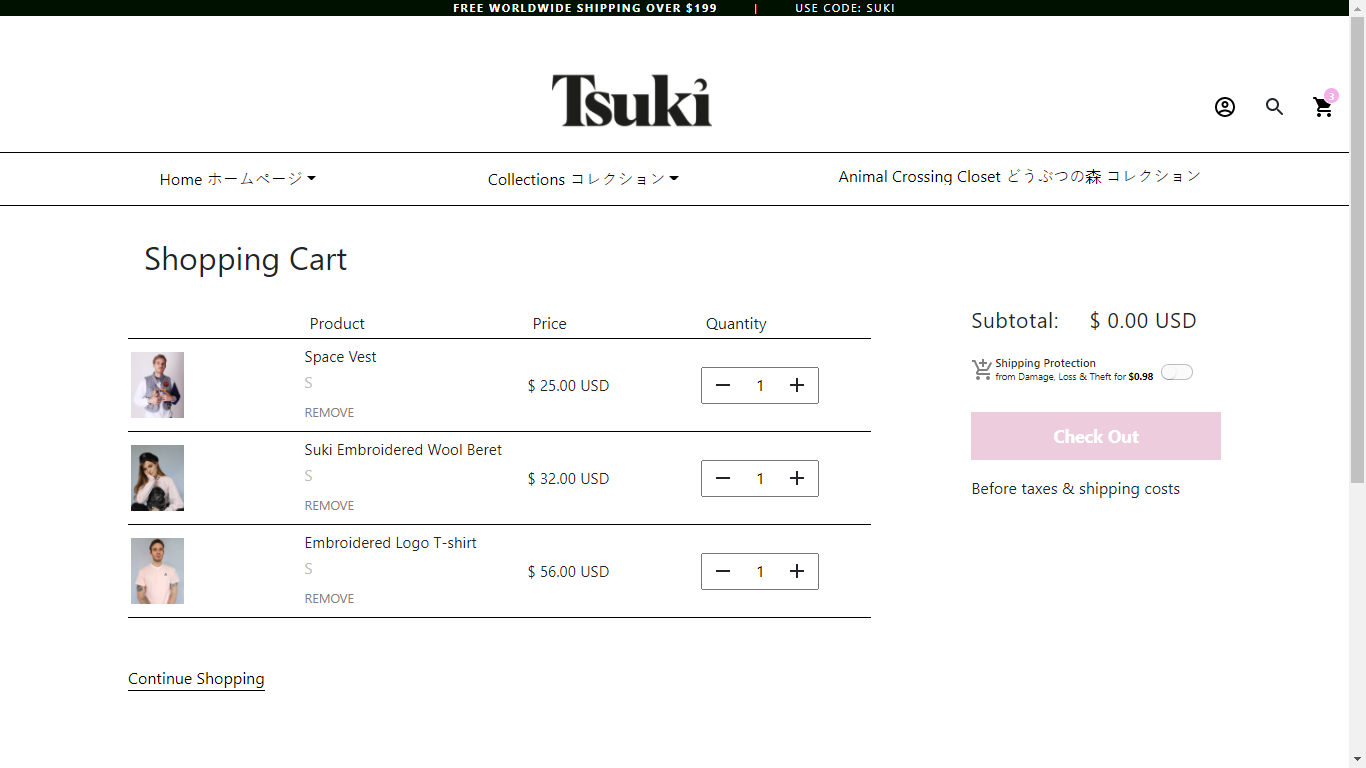 FREE WORLDWIDE SHIPPING OVER $199 | USE CODE: SUKI
Tsuki
3
Home ホームページ
Collections コレクション
Animal Crossing Closet どうぶつの森 コレクション
Shopping Cart
Product Price Quantity
Space Vest
S
REMOVE
$ 25.00 USD
1
Suki Embroidered Wool Beret
S
REMOVE
$ 32.00 USD
1
Embroidered Logo T-shirt
S
REMOVE
$ 56.00 USD
1
Continue Shopping
Subtotal: $ 0.00 USD
Shipping Protection
from Damage, Loss & Theft for $0.98
Check Out
Before taxes & shipping costs